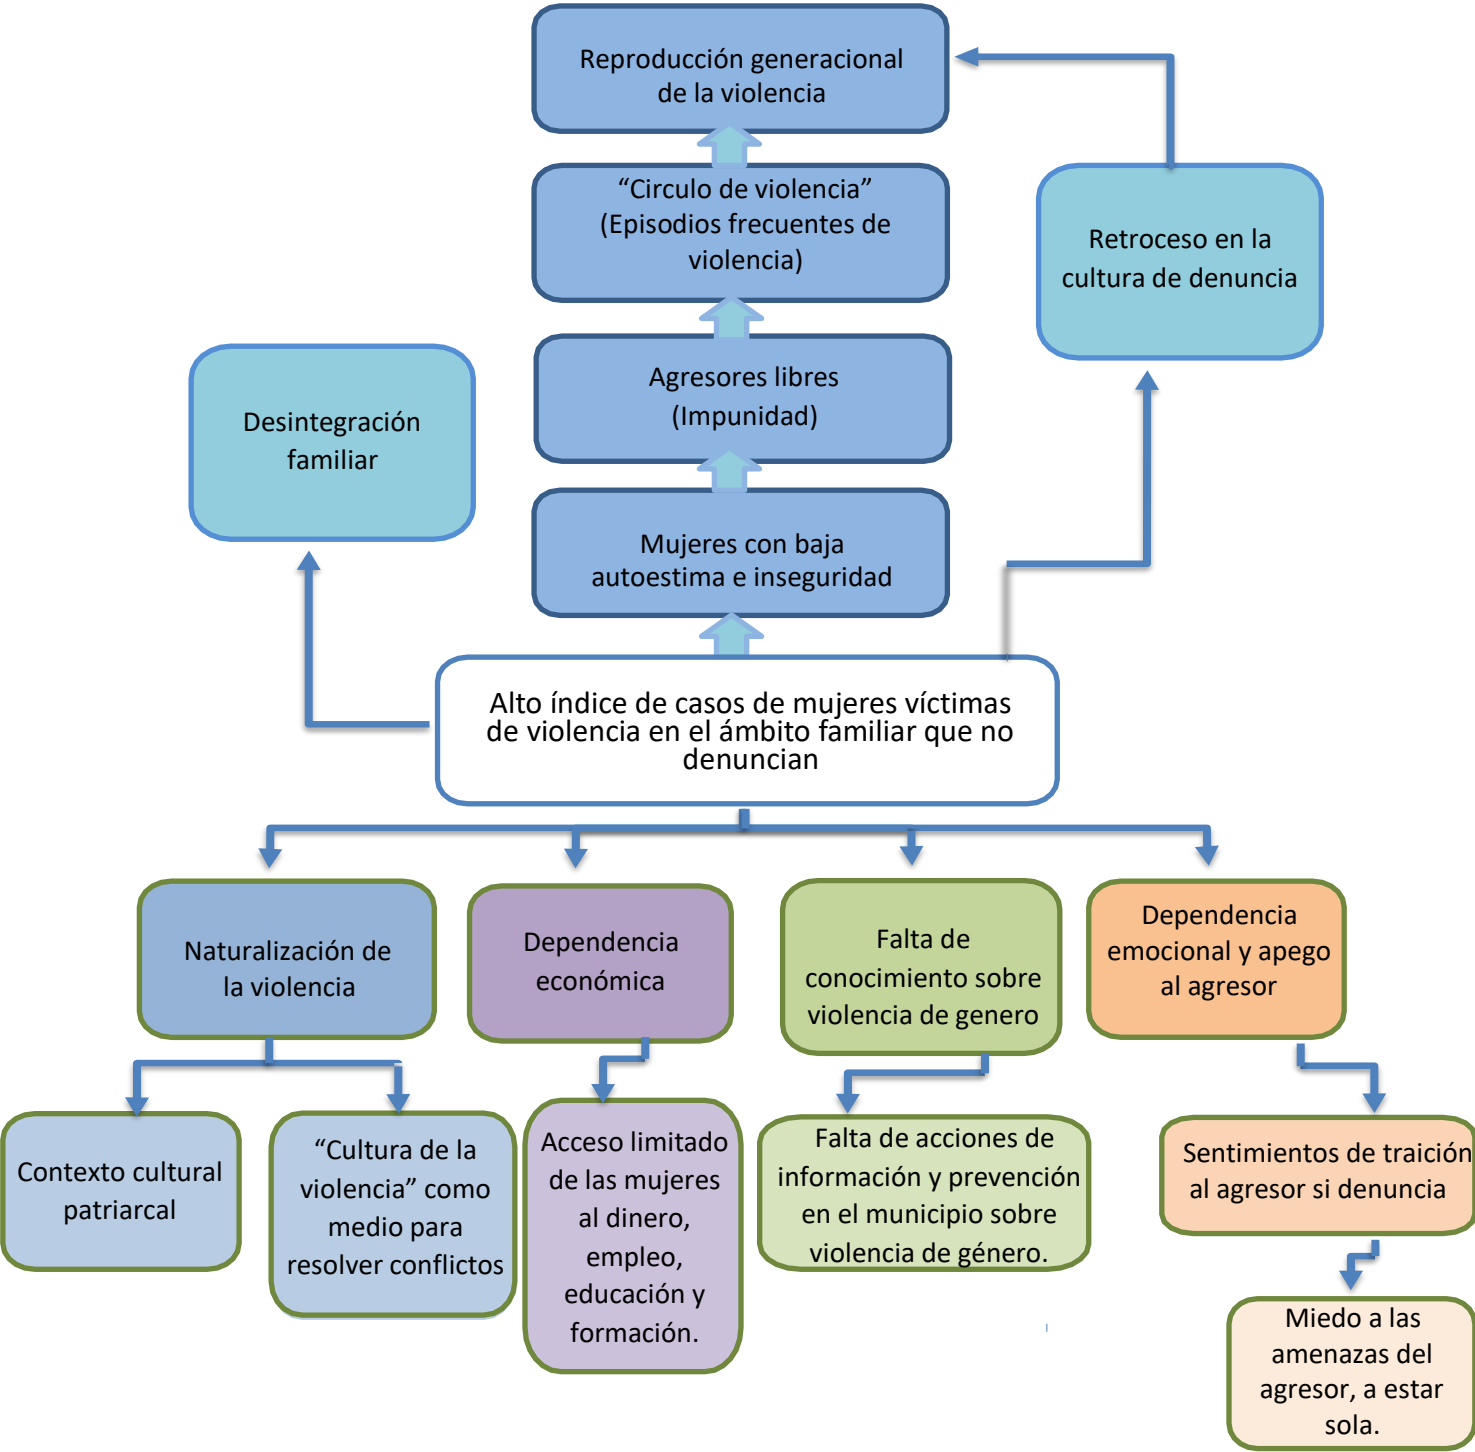 Reproducción generacional
de la violencia
“Circulo de violencia”
(Episodios frecuentes de
violencia)
Retroceso en la
cultura de denuncia
Agresores libres
(Impunidad)
Desintegración
familiar
Mujeres con baja
autoestima e inseguridad
Alto índice de casos de mujeres víctimas
de violencia en el ámbito familiar que no
denuncian
Naturalización de
la violencia
Dependencia
económica
Falta de
conocimiento sobre
violencia de genero
Dependencia
emocional y apego
al agresor
Contexto cultural
patriarcal
“Cultura de la
violencia” como
medio para
resolver conflictos
Acceso limitado
de las mujeres
al dinero,
empleo,
educación y
formación.
Falta de acciones de
información y prevención
en el municipio sobre
violencia de género.
Sentimientos de traición
al agresor si denuncia
Miedo a las
amenazas del
agresor, a estar
sola.